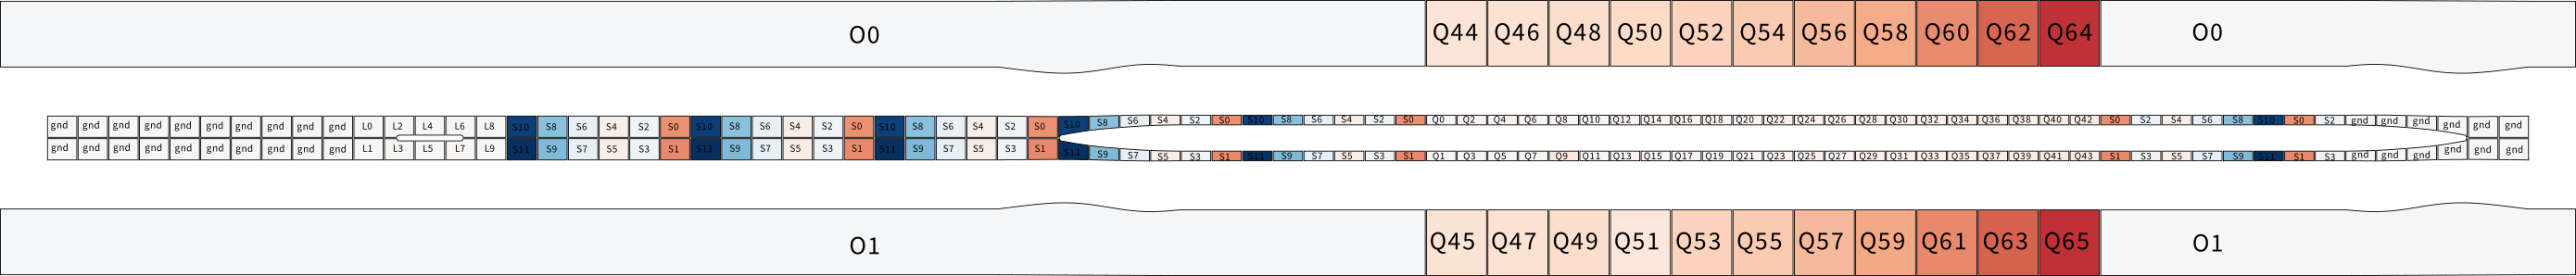 O0 Q44 Q46 Q48 Q50 Q52 Q54 Q56 Q58 Q60 Q62 Q64 O0
gnd gnd gnd gnd gnd gnd gnd gnd gnd gnd L0 L2 L4 L6 L8 S10 S8 S6 S4 S2 S0 S10 S8 S6 S4 S2 S0 S10 S8 S6 S4 S2 S0 S10 S8 S6 S4 S2 S0 S10 S8 S6 S4 S2 S0 Q0 Q2 Q4 Q6 Q8 Q10 Q12 Q14 Q16 Q18 Q20 Q22 Q24 Q26 Q28 Q30 Q32 Q34 Q36 Q38 Q40 Q42 S0 S2 S4 S6 S8 S10 S0 S2 gnd gnd gnd gnd gnd gnd
gnd gnd gnd gnd gnd gnd gnd gnd gnd gnd L1 L3 L5 L7 L9 S11 S9 S7 S5 S3 S1 S11 S9 S7 S5 S3 S1 S11 S9 S7 S5 S3 S1 S11 S9 S7 S5 S3 S1 S11 S9 S7 S5 S3 S1 Q1 Q3 Q5 Q7 Q9 Q11 Q13 Q15 Q17 Q19 Q21 Q23 Q25 Q27 Q29 Q31 Q33 Q35 Q37 Q39 Q41 Q43 S1 S3 S5 S7 S9 S11 S1 S3 gnd gnd gnd gnd gnd gnd
O1 Q45 Q47 Q49 Q51 Q53 Q55 Q57 Q59 Q61 Q63 Q65 O1